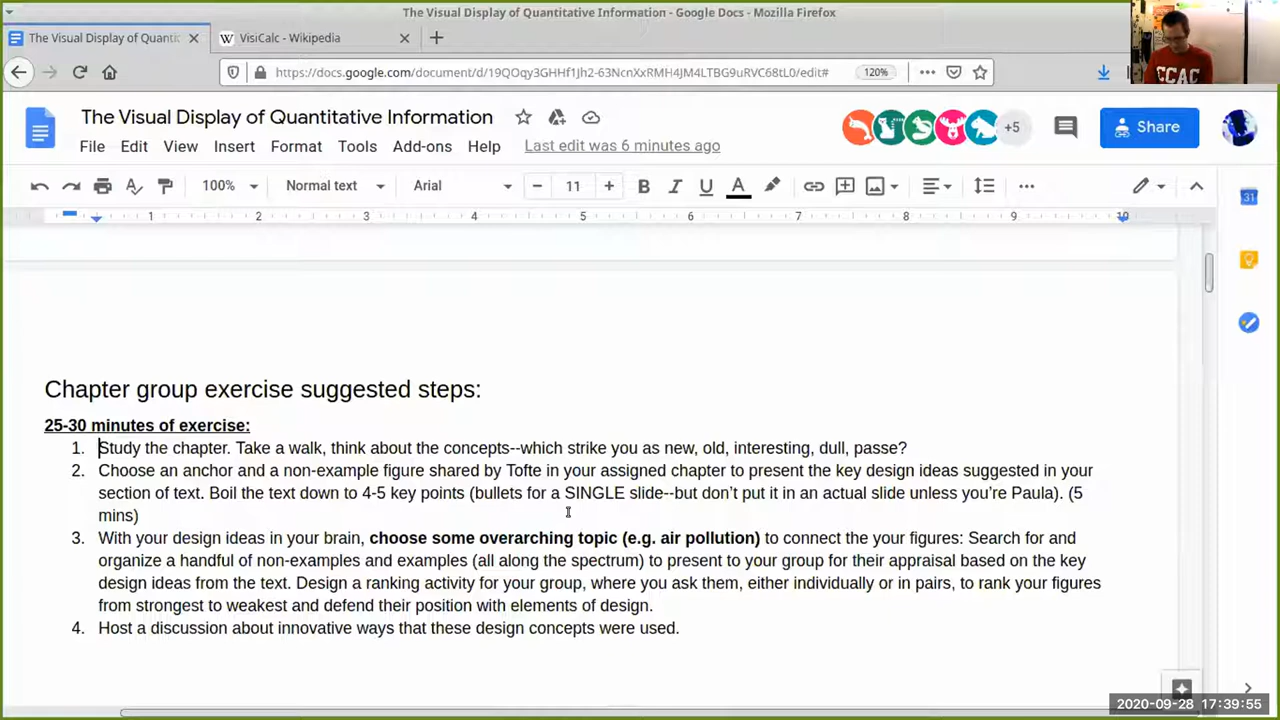 The Visual Display of Quantitative Information - Google Docs - Mozilla Firefox
The Visual Display of Quantit
VisiCalc - Wikipedia
https://docs.google.com/document/d/19QOqy3GHHf1Jh2-63NcnXxRMH4JM4LTBG9uRVC68tL0/edit#
120%
CCAC
The Visual Display of Quantitative Information
+5
Share
File Edit View Insert Format Tools Add-ons Help Last edit was 6 minutes ago
100% Normal text Arial 11 B I U A
31
1 2 3 4 5 6 7 8 9 10
Chapter group exercise suggested steps:
25-30 minutes of exercise:
1. Study the chapter. Take a walk, think about the concepts--which strike you as new, old, interesting, dull, passe?
2. Choose an anchor and a non-example figure shared by Tofte in your assigned chapter to present the key design ideas suggested in your
section of text. Boil the text down to 4-5 key points (bullets for a SINGLE slide--but don't put it in an actual slide unless you're Paula). (5
mins)
3. With your design ideas in your brain, choose some overarching topic (e.g. air pollution) to connect the your figures: Search for and
organize a handful of non-examples and examples (all along the spectrum) to present to your group for their appraisal based on the key
design ideas from the text. Design a ranking activity for your group, where you ask them, either individually or in pairs, to rank your figures
from strongest to weakest and defend their position with elements of design.
4. Host a discussion about innovative ways that these design concepts were used.
2020-09-28 17:39:55